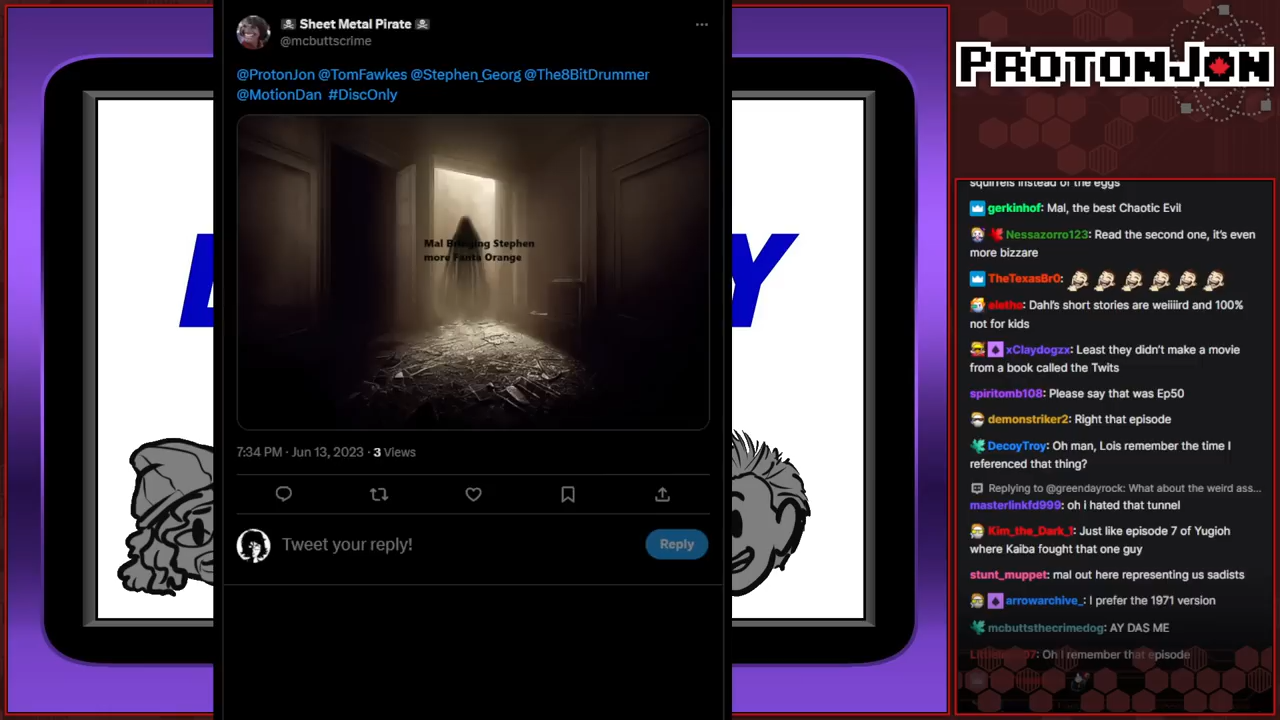 ☠ Sheet Metal Pirate ☠
@mcbuttscrime
@ProtonJon @TomFawkes @Stephen_Georg @The8BitDrummer
@MotionDan #DiscOnly
Mal Bringing Stephen
more Fanta Orange
7:34 PM · Jun 13, 2023 · 3 Views
Tweet your reply!
Reply
Y
PROTONJON
squirrels instead of the eggs
gerkinhof: Mal, the best Chaotic Evil
Nessazorro123: Read the second one, it's even
more bizzare
TheTexasBr0:
aletho: Dahl's short stories are weiiiird and 100%
not for kids
xClaydogzx: Least they didn't make a movie
from a book called the Twits
spiritomb108: Please say that was Ep50
demonstriker2: Right that episode
DecoyTroy: Oh man, Lois remember the time I
referenced that thing?
Replying to @greendayrock: What about the weird ass...
masterlinkfd999: oh i hated that tunnel
Kim_the_Dark_1: Just like episode 7 of Yugioh
where Kaiba fought that one guy
stunt_muppet: mal out here representing us sadists
arrowarchive_: I prefer the 1971 version
mcbuttsthecrimedog: AY DAS ME
Oh I remember that episode